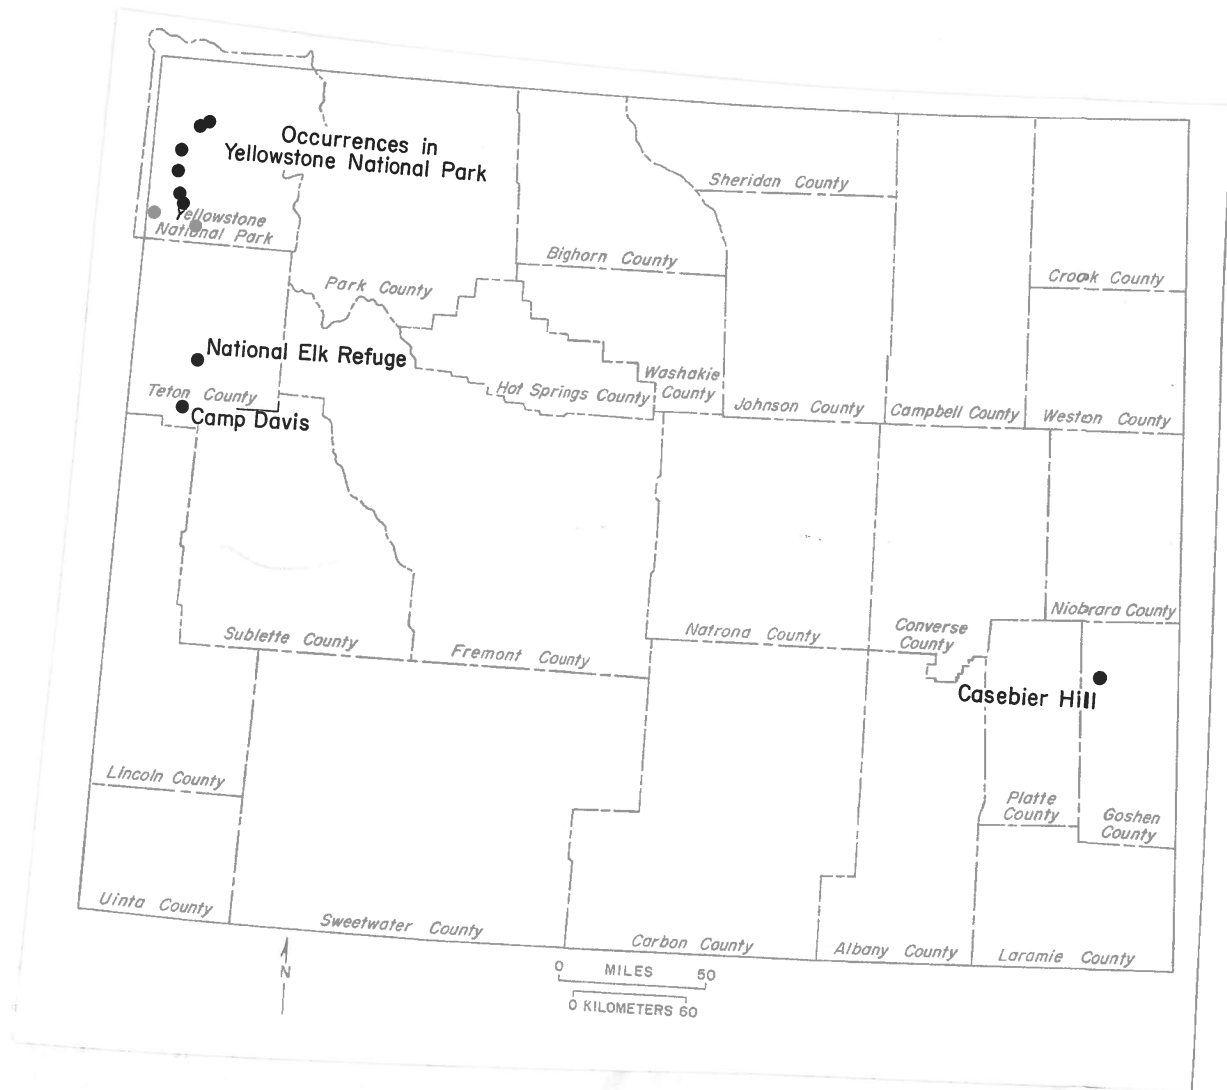 Occurrences in
Yellowstone National Park
Yellowstone
National Park
Sheridan County
Bighorn County
Crook County
Park County
National Elk Refuge
Teton County
Camp Davis
Hot Springs County
Washakie
County
Johnson County
Campbell County
Weston County
Niobrara County
Converse
County
Natrona County
Sublette County
Fremont County
Casebier Hill
Lincoln County
Platte
County
Goshen
County
Uinta County
Sweetwater County
Carbon County
Albany County
Laramie County
N
0 MILES 50
0 KILOMETERS 60